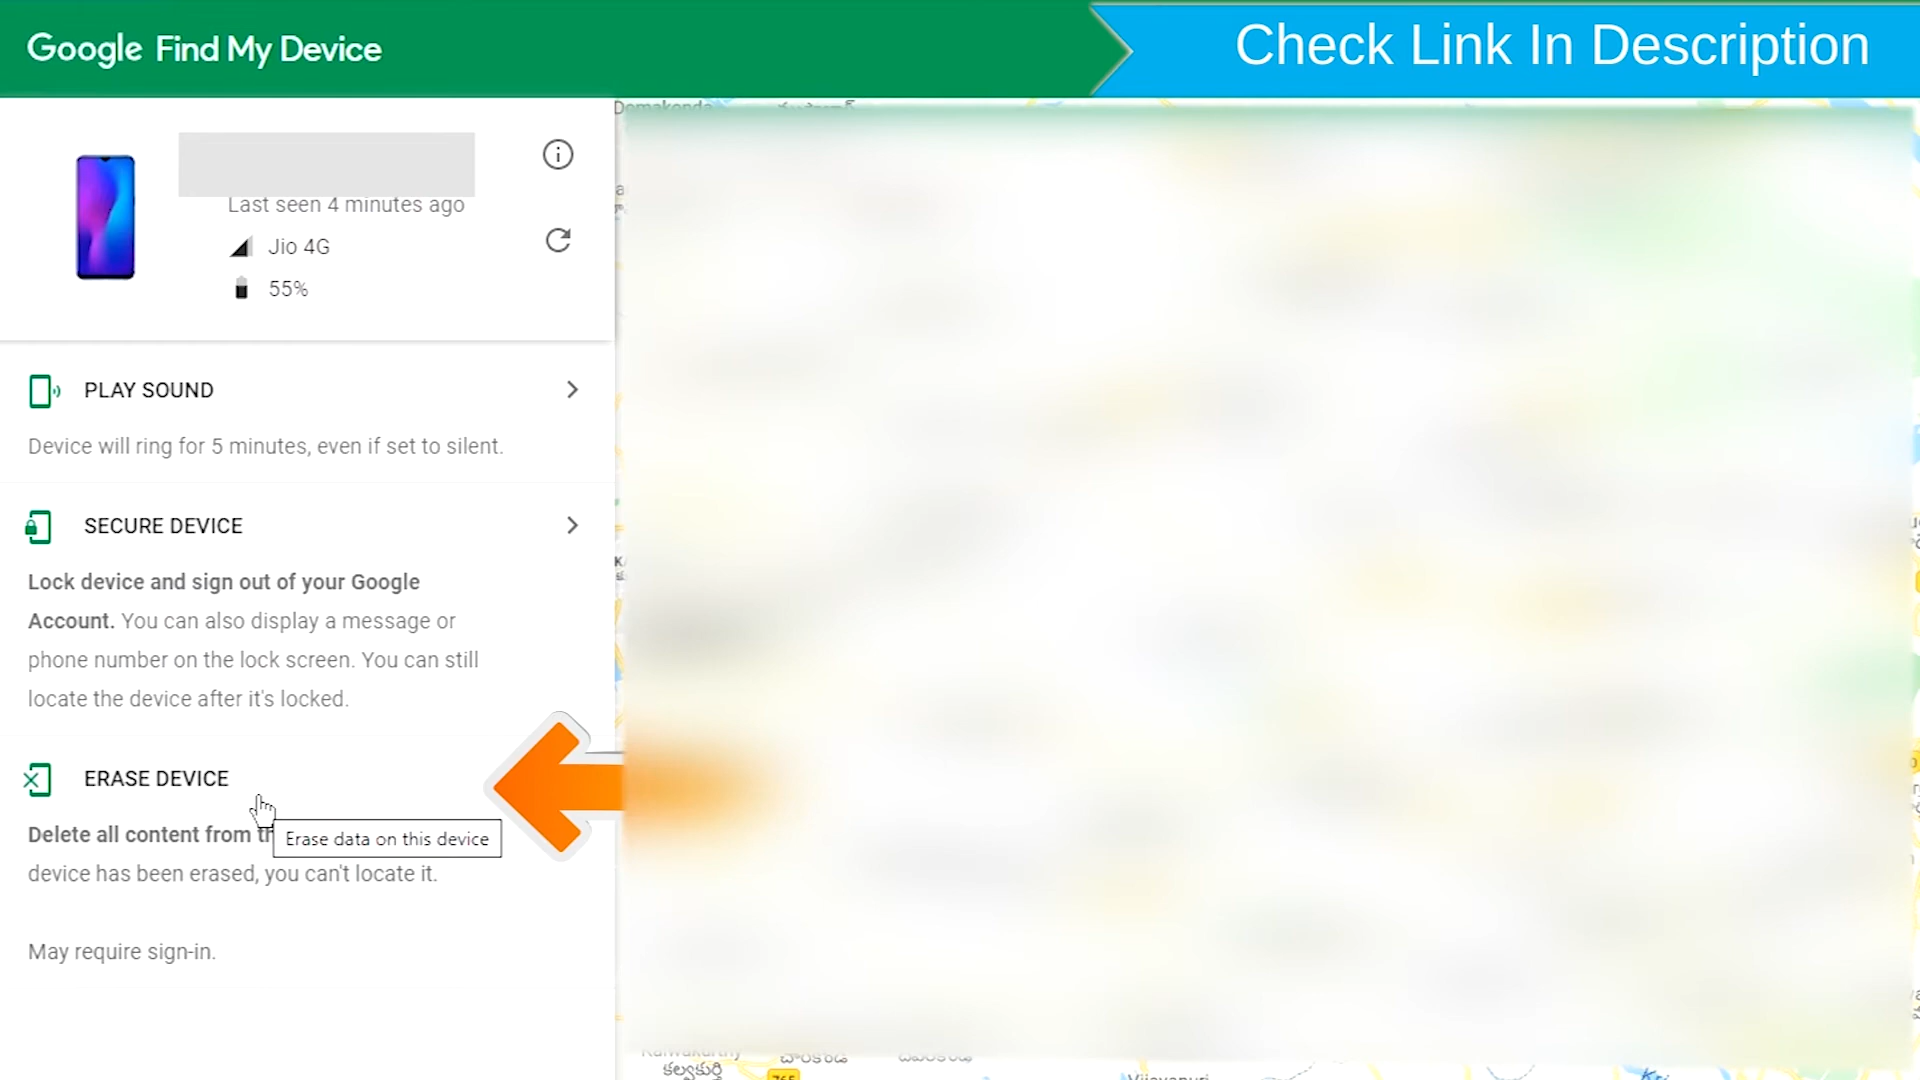 Google Find My Device
Check Link In Description
Last seen 4 minutes ago
Jio 4G
55%
PLAY SOUND
Device will ring for 5 minutes, even if set to silent.
SECURE DEVICE
Lock device and sign out of your Google
Account. You can also display a message or
phone number on the lock screen. You can still
locate the device after it's locked.
ERASE DEVICE
Delete all content from
Erase data on this device
device has been erased, you can't locate it.
May require sign-in.
Domakonda
కల్వకుర్తి
765